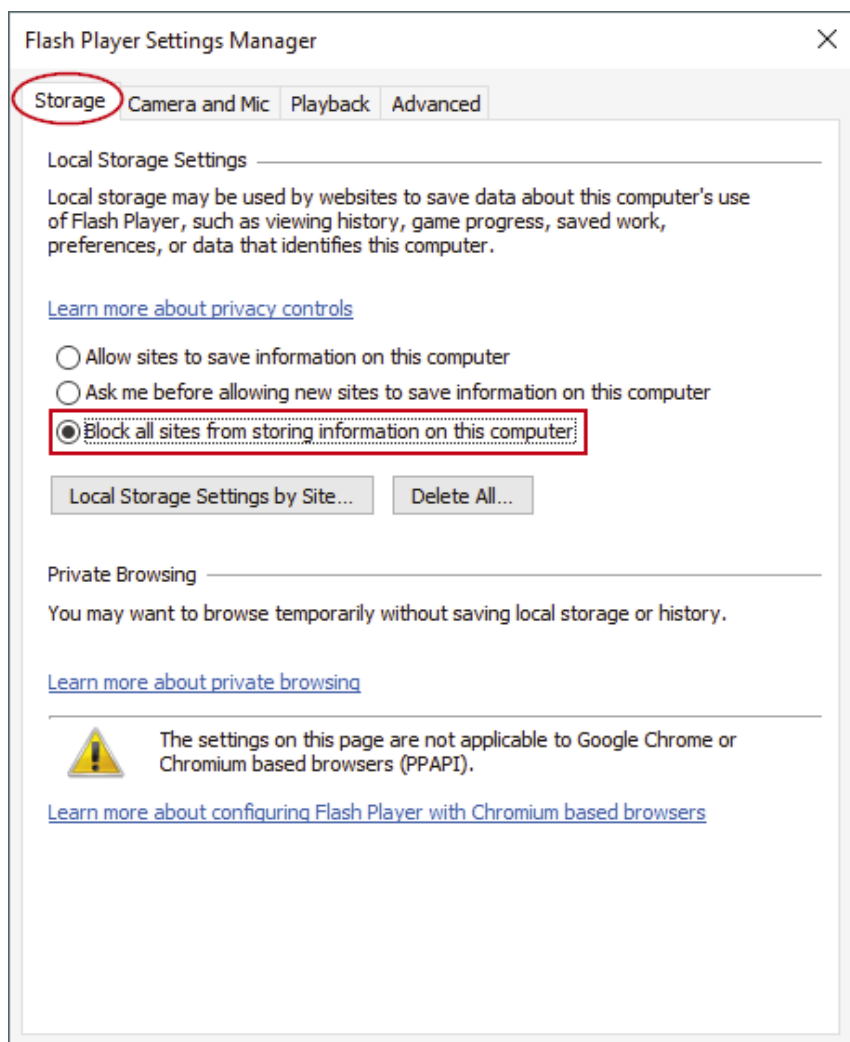 Flash Player Settings Manager
Storage
Camera and Mic
Playback
Advanced
Local Storage Settings
Local storage may be used by websites to save data about this computer's use
of Flash Player, such as viewing history, game progress, saved work,
preferences, or data that identifies this computer.
Learn more about privacy controls
Allow sites to save information on this computer
Ask me before allowing new sites to save information on this computer
Block all sites from storing information on this computer
Local Storage Settings by Site...
Delete All...
Private Browsing
You may want to browse temporarily without saving local storage or history.
Learn more about private browsing
The settings on this page are not applicable to Google Chrome or
Chromium based browsers (PPAPI).
Learn more about configuring Flash Player with Chromium based browsers